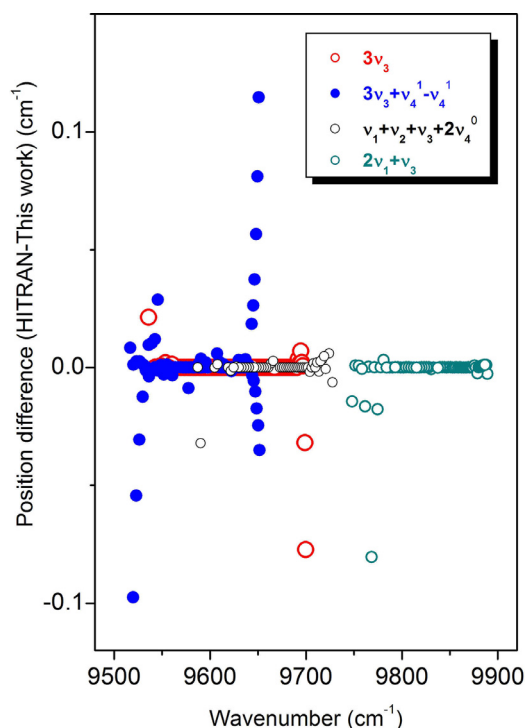 3ν₃
3ν₃+ν₄¹-ν₄¹
ν₁+ν₂+ν₃+2ν₄⁰
2ν₁+ν₃
Position difference (HITRAN-This work) (cm⁻¹)
0.1
0.0
-0.1
9500 9600 9700 9800 9900
Wavenumber (cm⁻¹)